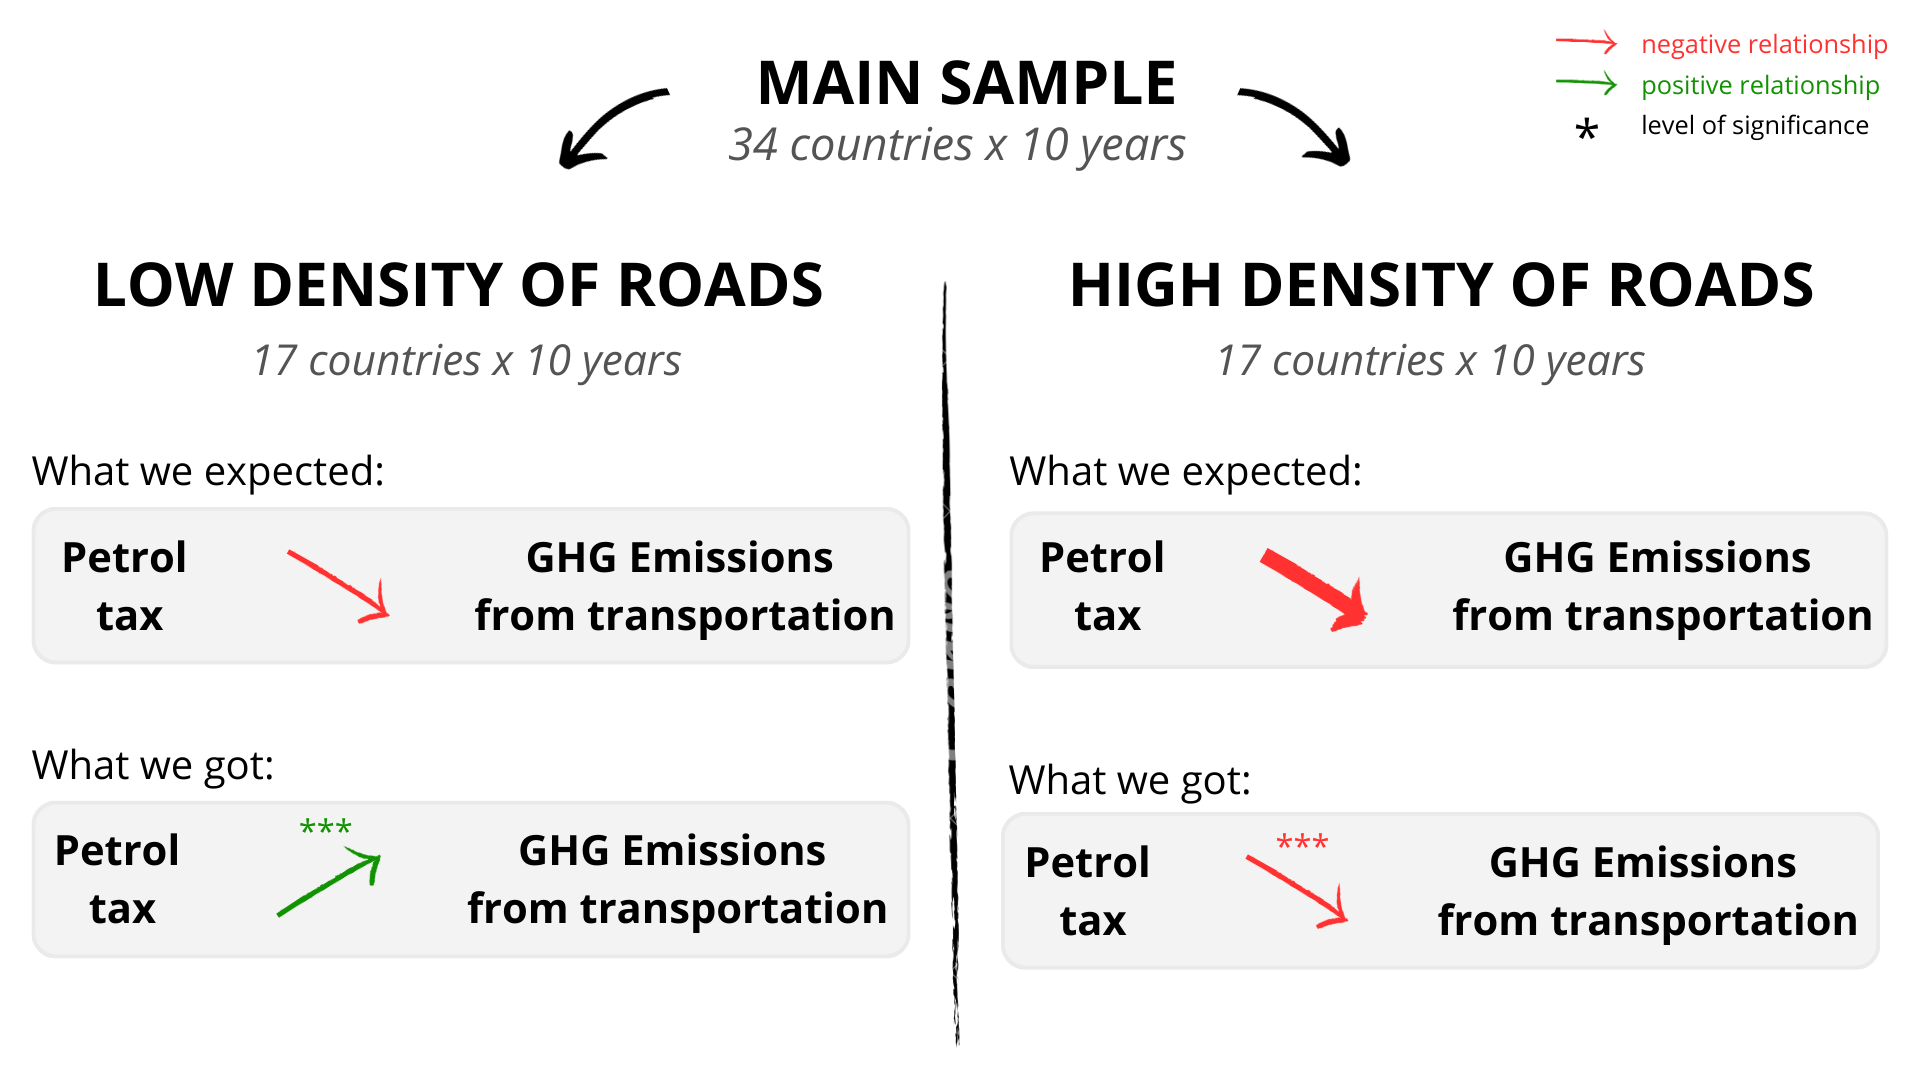 negative relationship
positive relationship
* level of significance
MAIN SAMPLE
34 countries x 10 years
LOW DENSITY OF ROADS
17 countries x 10 years
What we expected:
Petrol
tax
GHG Emissions
from transportation
What we got:
Petrol
tax
***
GHG Emissions
from transportation
HIGH DENSITY OF ROADS
17 countries x 10 years
What we expected:
Petrol
tax
GHG Emissions
from transportation
What we got:
Petrol
tax
***
GHG Emissions
from transportation